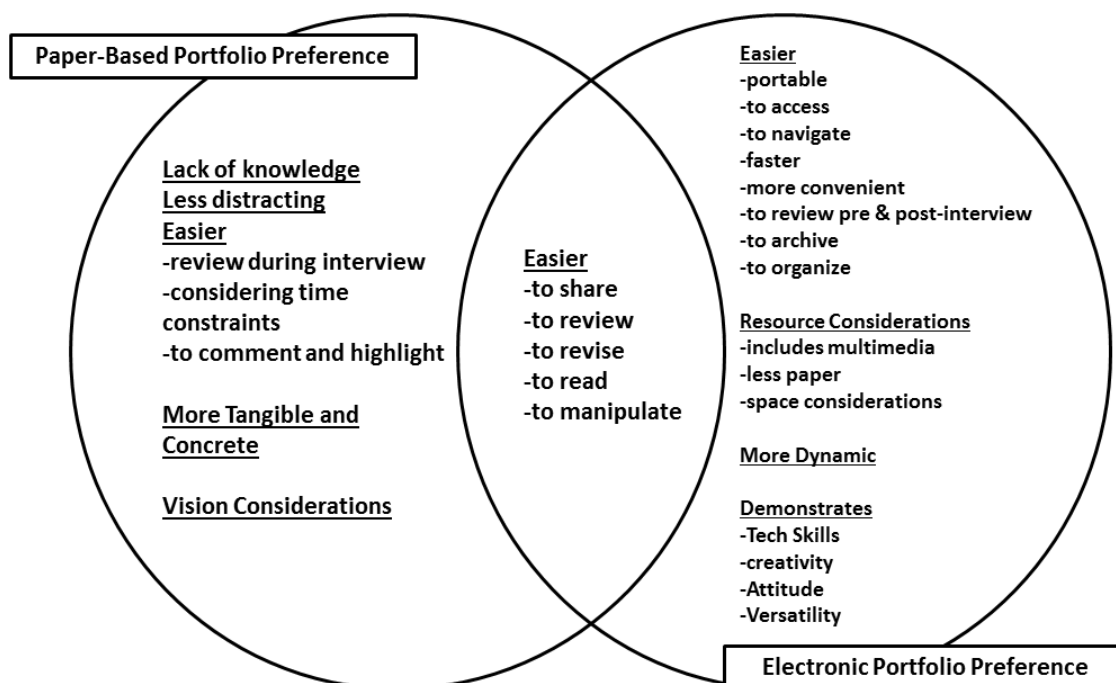 Paper-Based Portfolio Preference
Lack of knowledge
Less distracting
Easier
-review during interview
-considering time
constraints
-to comment and highlight
More Tangible and
Concrete
Vision Considerations
Easier
-to share
-to review
-to revise
-to read
-to manipulate
Easier
-portable
-to access
-to navigate
-faster
-more convenient
-to review pre & post-interview
-to archive
-to organize
Resource Considerations
-includes multimedia
-less paper
-space considerations
More Dynamic
Demonstrates
-Tech Skills
-creativity
-Attitude
-Versatility
Electronic Portfolio Preference